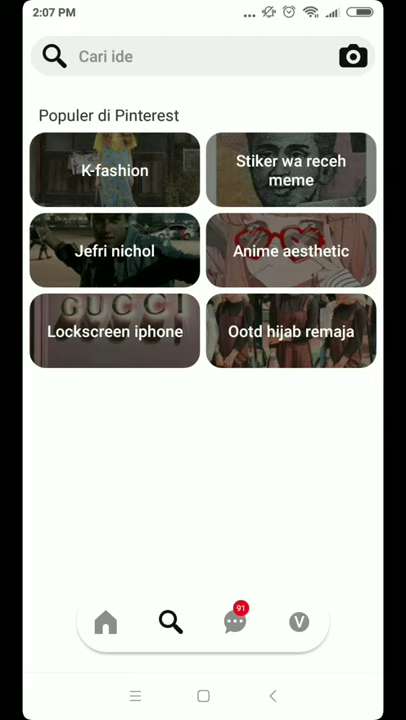 2:07 PM
Cari ide
Populer di Pinterest
K-fashion
Stiker wa receh
meme
Jefri nichol
Anime aesthetic
GUCCI
Lockscreen iphone
Ootd hijab remaja
91
V